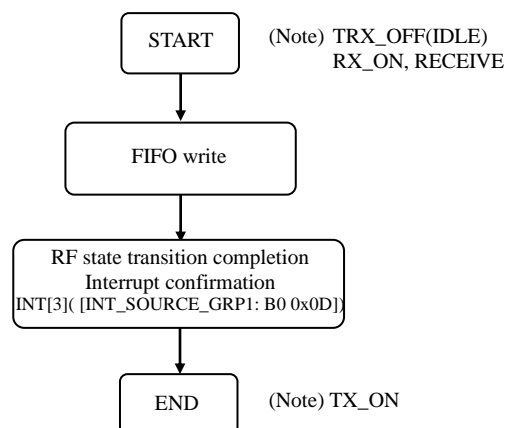 START
(Note) TRX_OFF(IDLE)
RX_ON, RECEIVE
FIFO write
RF state transition completion
Interrupt confirmation
INT[3]( [INT_SOURCE_GRP1: B0 0x0D])
END
(Note) TX_ON